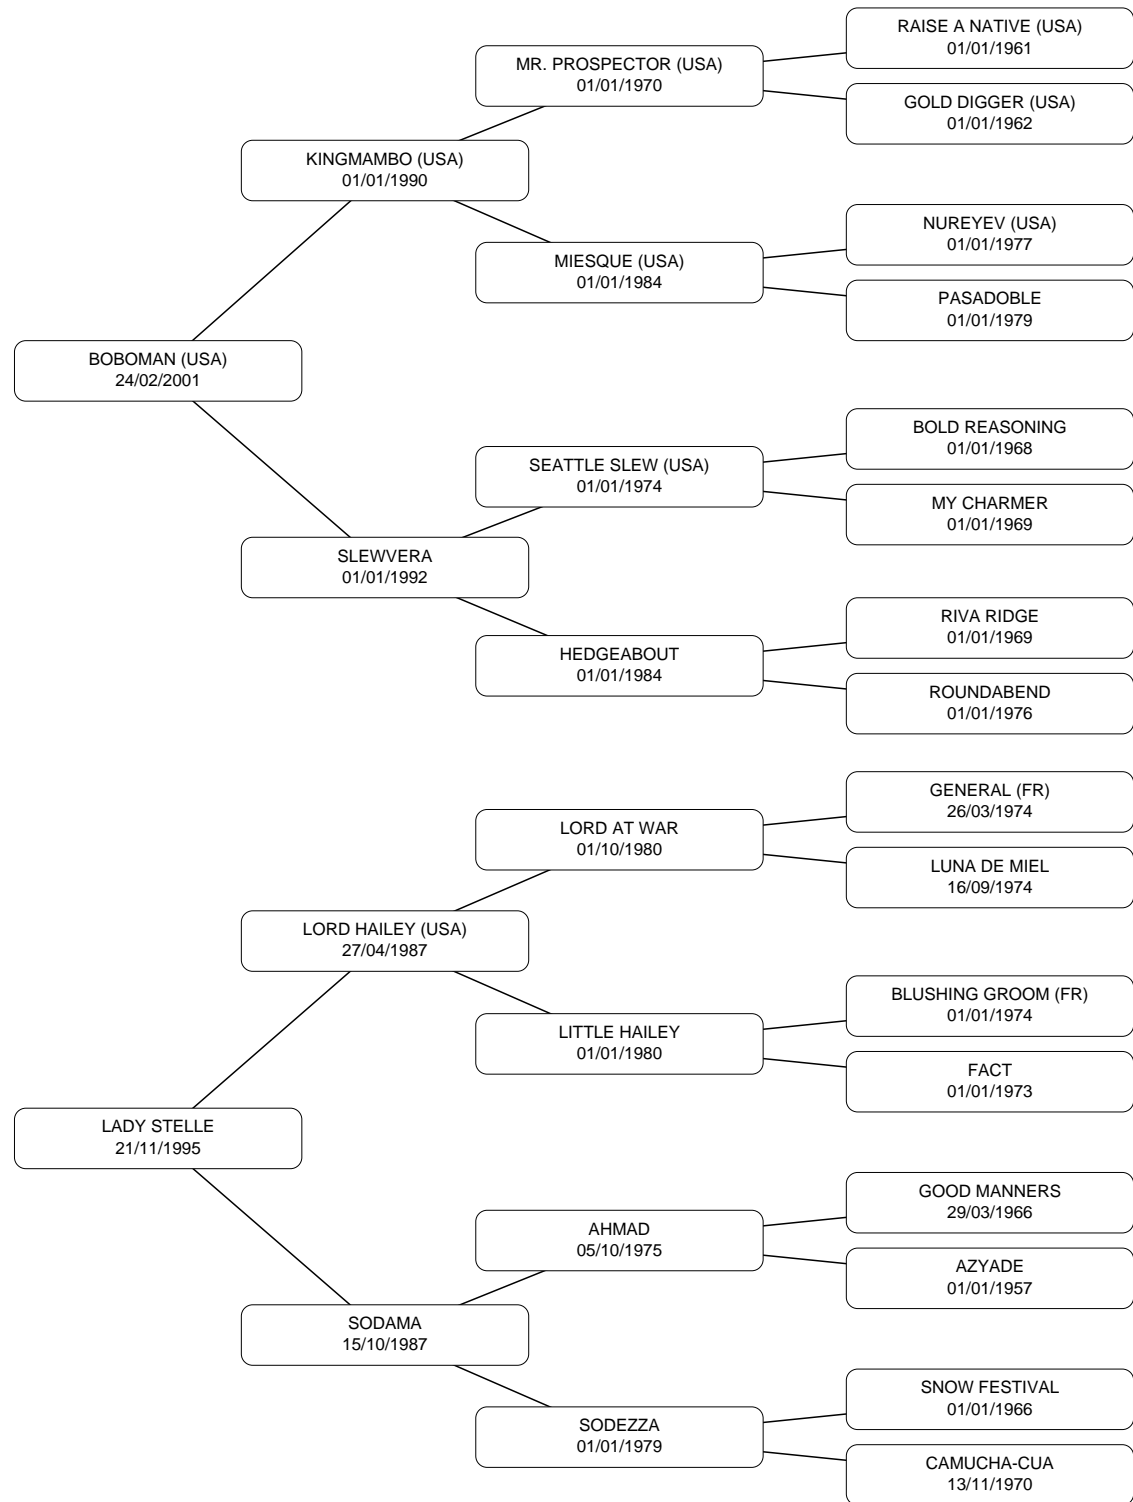 RAISE A NATIVE (USA)
01/01/1961
MR. PROSPECTOR (USA)
01/01/1970
GOLD DIGGER (USA)
01/01/1962
KINGMAMBO (USA)
01/01/1990
NUREYEV (USA)
01/01/1977
MIESQUE (USA)
01/01/1984
PASADOBLE
01/01/1979
BOBOMAN (USA)
24/02/2001
BOLD REASONING
01/01/1968
SEATTLE SLEW (USA)
01/01/1974
MY CHARMER
01/01/1969
SLEWVERA
01/01/1992
RIVA RIDGE
01/01/1969
HEDGEABOUT
01/01/1984
ROUNDABEND
01/01/1976
GENERAL (FR)
26/03/1974
LORD AT WAR
01/10/1980
LUNA DE MIEL
16/09/1974
LORD HAILEY (USA)
27/04/1987
BLUSHING GROOM (FR)
01/01/1974
LITTLE HAILEY
01/01/1980
FACT
01/01/1973
LADY STELLE
21/11/1995
GOOD MANNERS
29/03/1966
AHMAD
05/10/1975
AZYADE
01/01/1957
SODAMA
15/10/1987
SNOW FESTIVAL
01/01/1966
SODEZZA
01/01/1979
CAMUCHA-CUA
13/11/1970